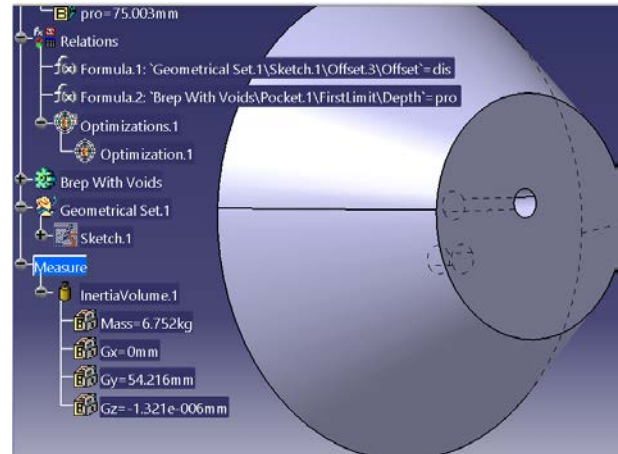 pro=75.003mm
Relations
Formula.1: `Geometrical Set.1\Sketch.1\Offset.3\Offset`=dis
Formula.2: `Brep With Voids\Pocket.1\FirstLimit\Depth`=pro
Optimizations.1
Optimization.1
Brep With Voids
Geometrical Set.1
Sketch.1
Measure
InertiaVolume.1
Mass=6.752kg
Gx=0mm
Gy=54.216mm
Gz=-1.321e-006mm